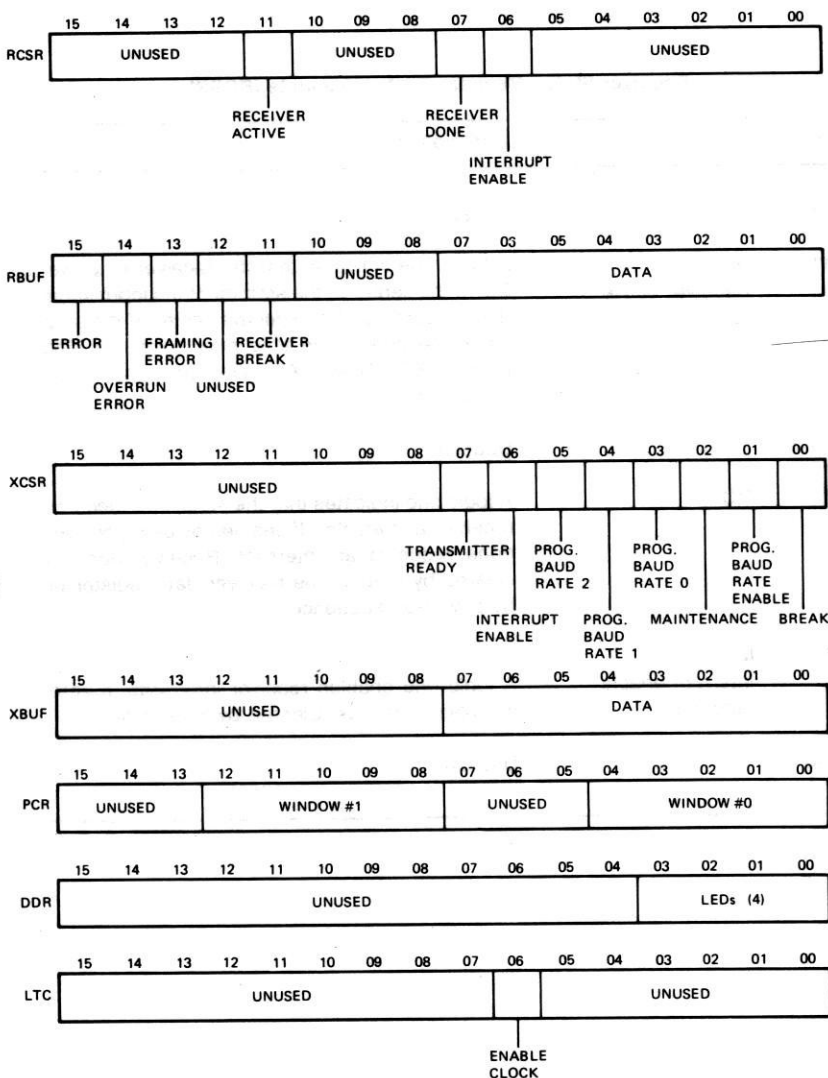 15 14 13 12 11 10 09 08 07 06 05 04 03 02 01 00
RCSR UNUSED UNUSED UNUSED
RECEIVER ACTIVE
RECEIVER DONE
INTERRUPT ENABLE
15 14 13 12 11 10 09 08 07 03 05 04 03 02 01 00
RBUF UNUSED DATA
ERROR
FRAMING ERROR
RECEIVER BREAK
OVERRUN ERROR
UNUSED
15 14 13 12 11 10 09 08 07 06 05 04 03 02 01 00
XCSR UNUSED
TRANSMITTER READY
PROG. BAUD RATE 2
PROG. BAUD RATE 0
PROG. BAUD RATE ENABLE
INTERRUPT ENABLE
PROG. BAUD RATE 1
MAINTENANCE
BREAK
15 14 13 12 11 10 09 08 07 06 05 04 03 02 01 00
XBUF UNUSED DATA
15 14 13 12 11 10 09 08 07 06 05 04 03 02 01 00
PCR UNUSED WINDOW #1 UNUSED WINDOW #0
15 14 13 12 11 10 09 08 07 06 05 04 03 02 01 00
DDR UNUSED LEDs (4)
15 14 13 12 11 10 09 08 07 06 05 04 03 02 01 00
LTC UNUSED UNUSED
ENABLE CLOCK